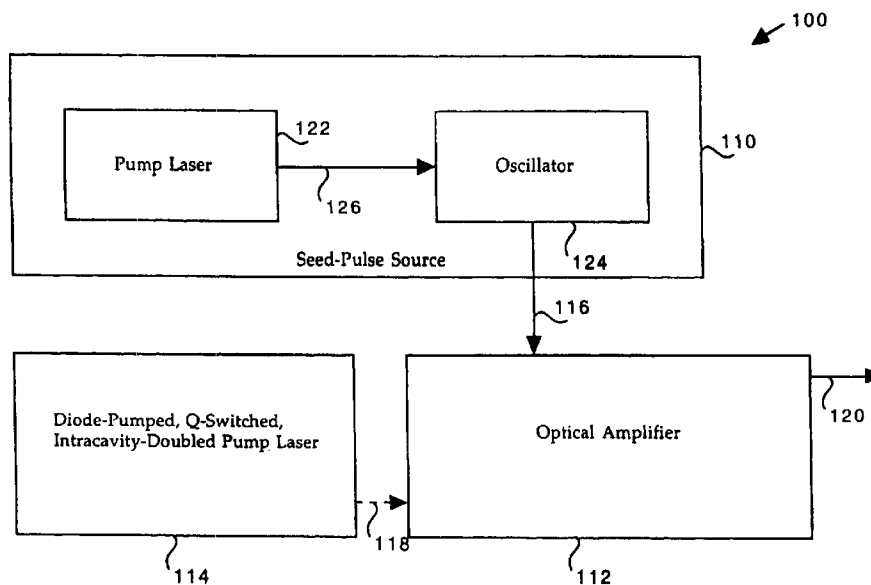 100
122
110
Pump Laser
Oscillator
126
Seed-Pulse Source
124
116
Diode-Pumped, Q-Switched,
Intracavity-Doubled Pump Laser
Optical Amplifier
120
118
114
112